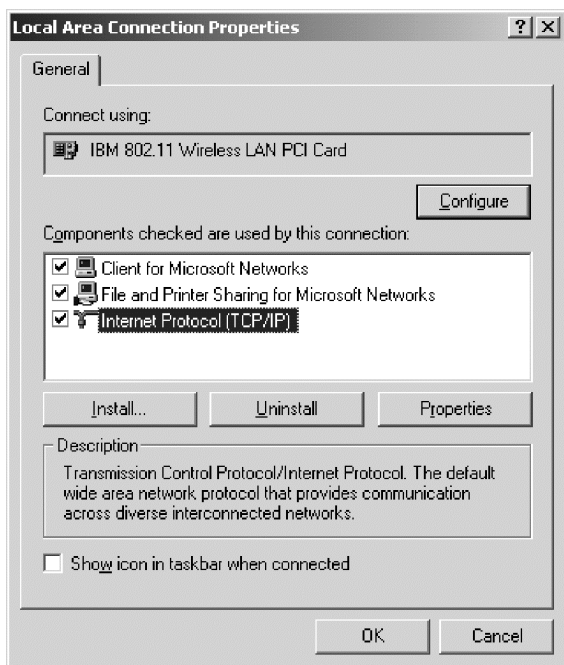 Local Area Connection Properties
General
Connect using:
IBM 802.11 Wireless LAN PCI Card
Configure
Components checked are used by this connection:
Client for Microsoft Networks
File and Printer Sharing for Microsoft Networks
Internet Protocol (TCP/IP)
Install... Uninstall Properties
Description
Transmission Control Protocol/Internet Protocol. The default
wide area network protocol that provides communication
across diverse interconnected networks.
Show icon in taskbar when connected
OK Cancel